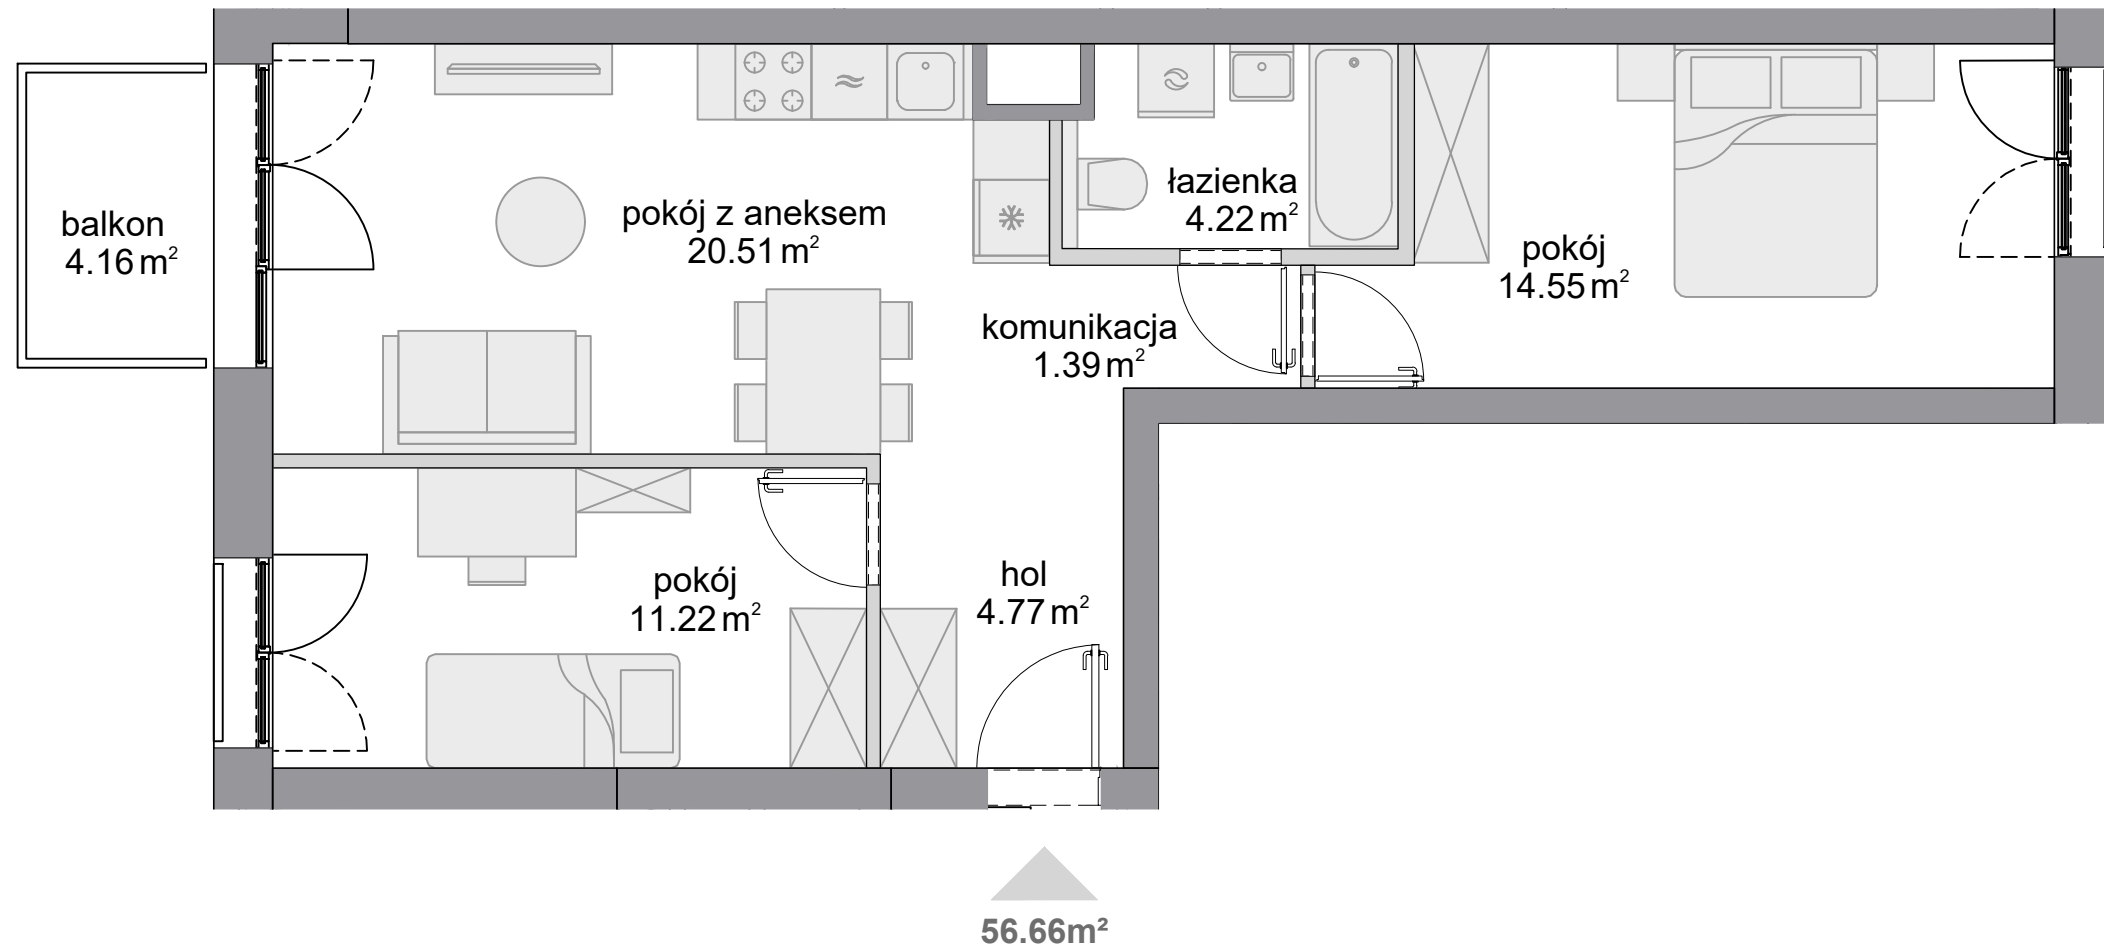 balkon
4.16 m²
pokój z aneksem
20.51 m²
łazienka
4.22 m²
pokój
14.55 m²
komunikacja
1.39 m²
pokój
11.22 m²
hol
4.77 m²
56.66m²